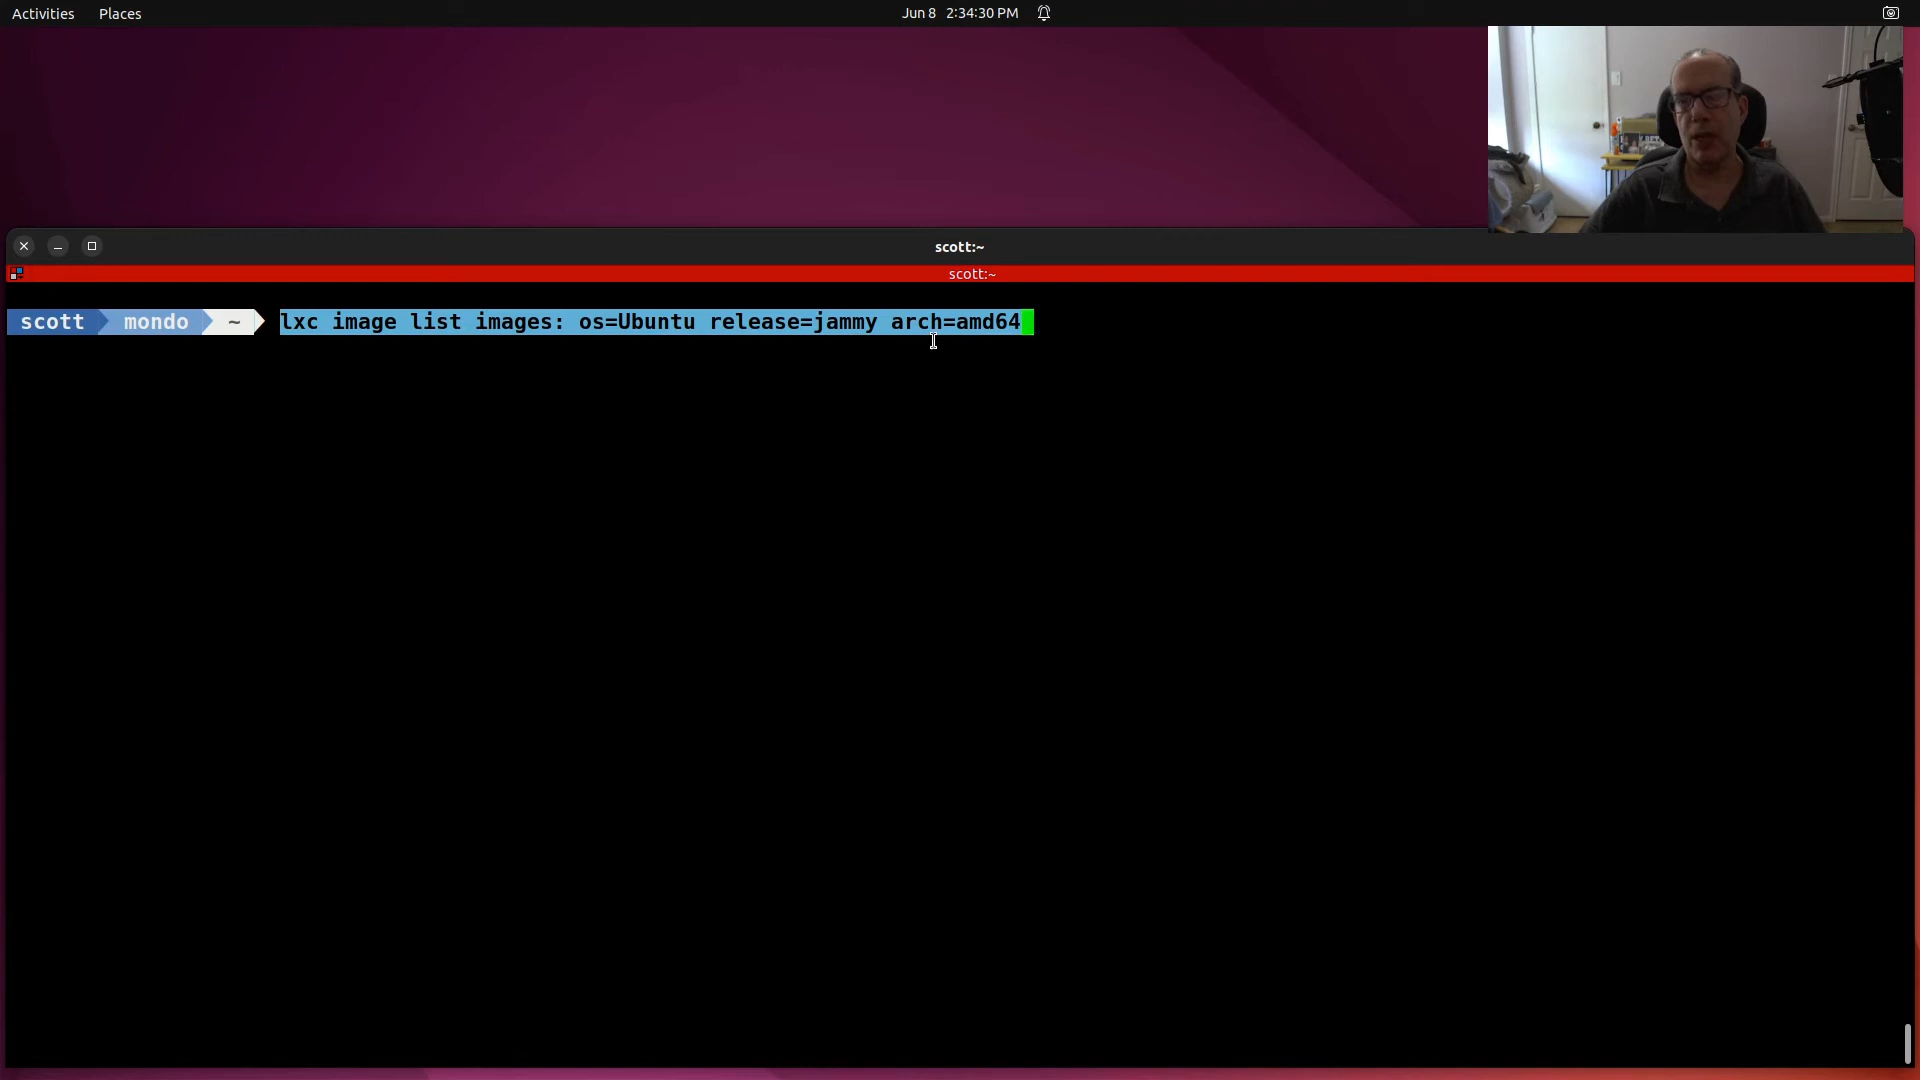 Activities Places Jun 8 2:34:30 PM
scott:~
scott:~
scott mondo ~ lxc image list images: os=Ubuntu release=jammy arch=amd64